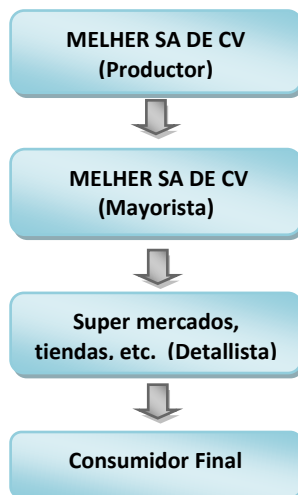 MELHER SA DE CV
(Productor)
MELHER SA DE CV
(Mayorista)
Super mercados,
tiendas, etc. (Detallista)
Consumidor Final